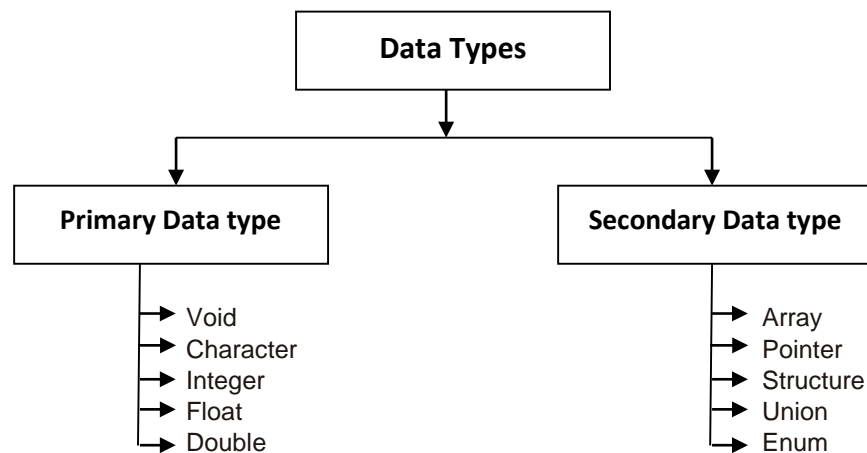 Data Types
Primary Data type
Void
Character
Integer
Float
Double
Secondary Data type
Array
Pointer
Structure
Union
Enum